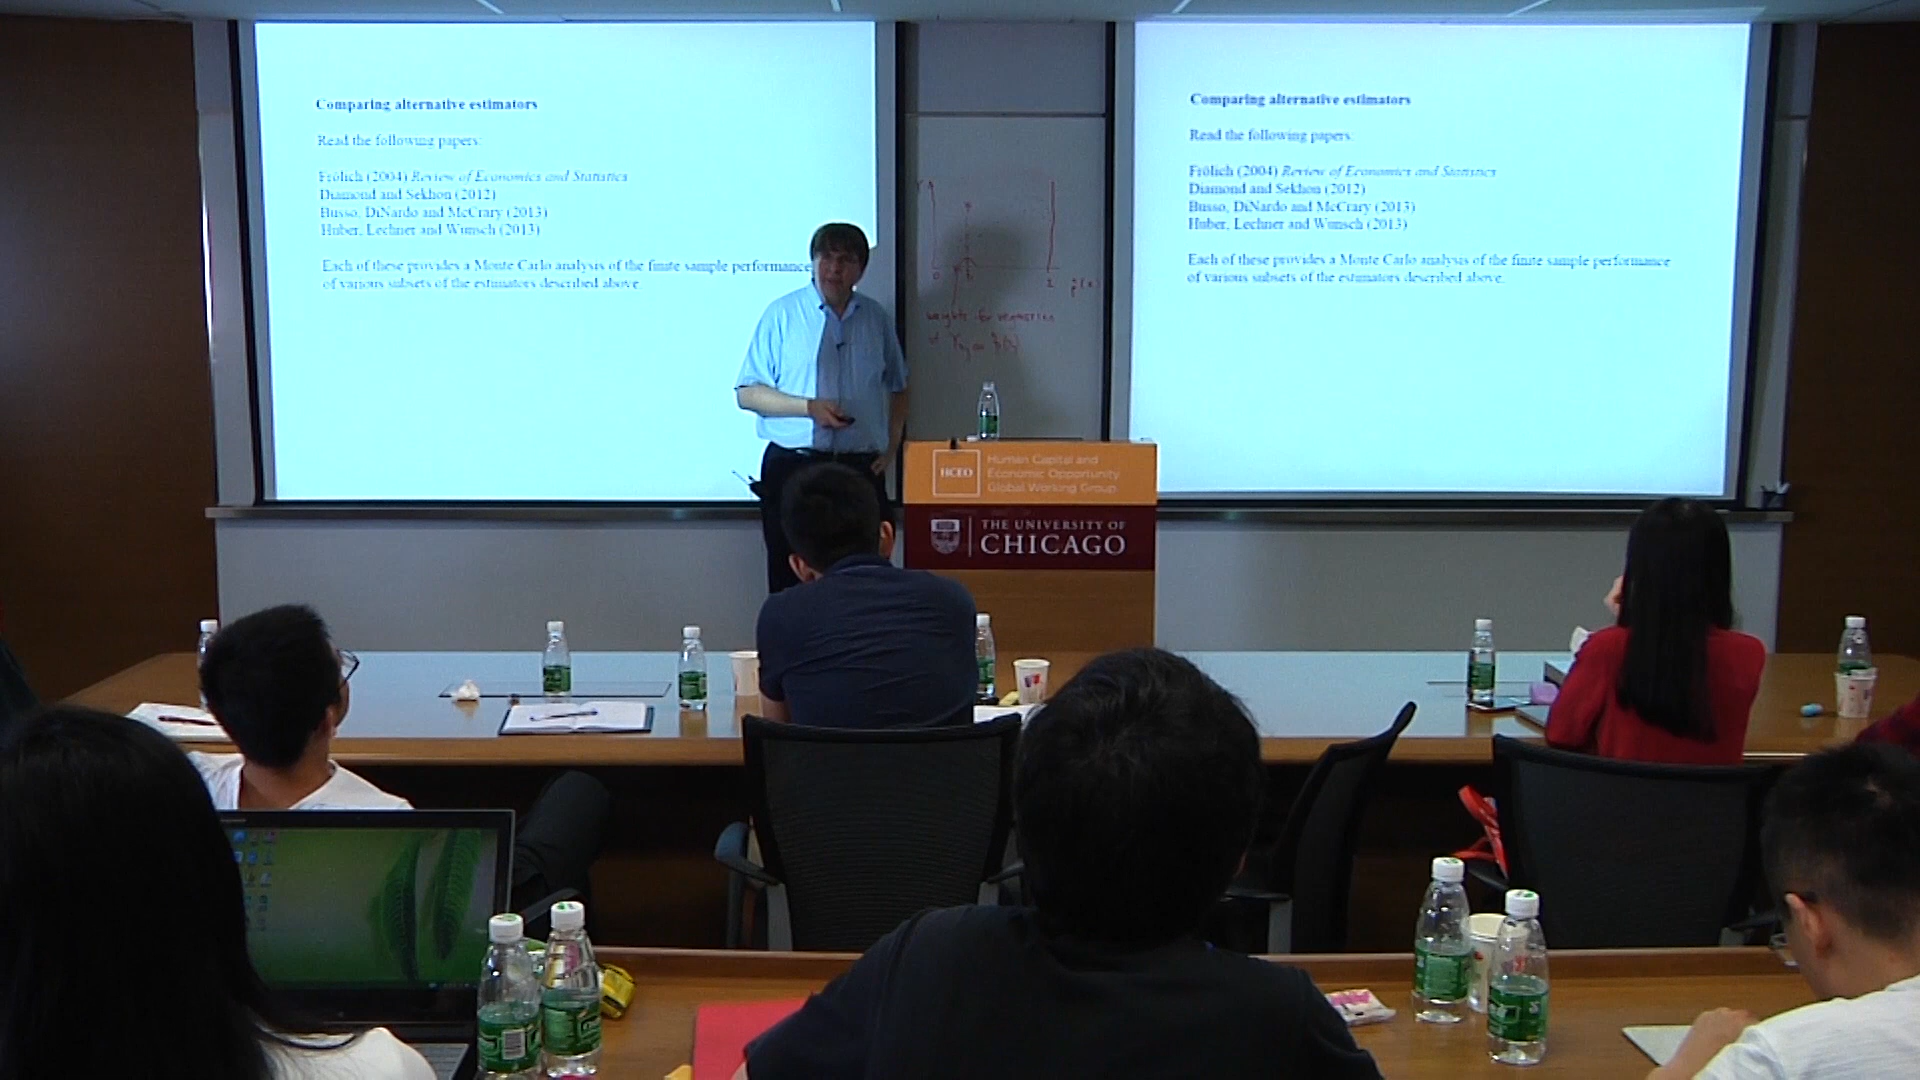 Comparing alternative estimators
Read the following papers:
Frölich (2004) Review of Economics and Statistics
Diamond and Sekhon (2012)
Busso, DiNardo and McCrary (2013)
Huber, Lechner and Wunsch (2013)
Each of these provides a Monte Carlo analysis of the finite sample performance
of various subsets of the estimators described above.
Comparing alternative estimators
Read the following papers:
Frölich (2004) Review of Economics and Statistics
Diamond and Sekhon (2012)
Busso, DiNardo and McCrary (2013)
Huber, Lechner and Wunsch (2013)
Each of these provides a Monte Carlo analysis of the finite sample performance
of various subsets of the estimators described above.
weights for regression
of
HCEO
Human Capital and
Economic Opportunity
Global Working Group
THE UNIVERSITY OF
CHICAGO